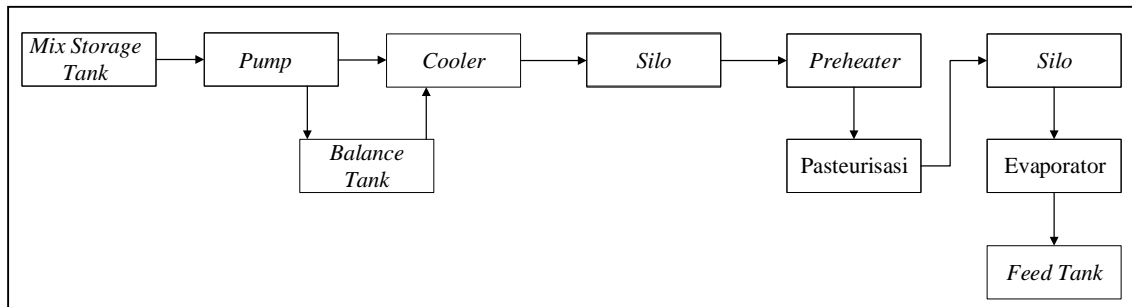 Mix Storage
Tank
Pump
Cooler
Silo
Preheater
Silo
Balance
Tank
Pasteurisasi
Evaporator
Feed Tank